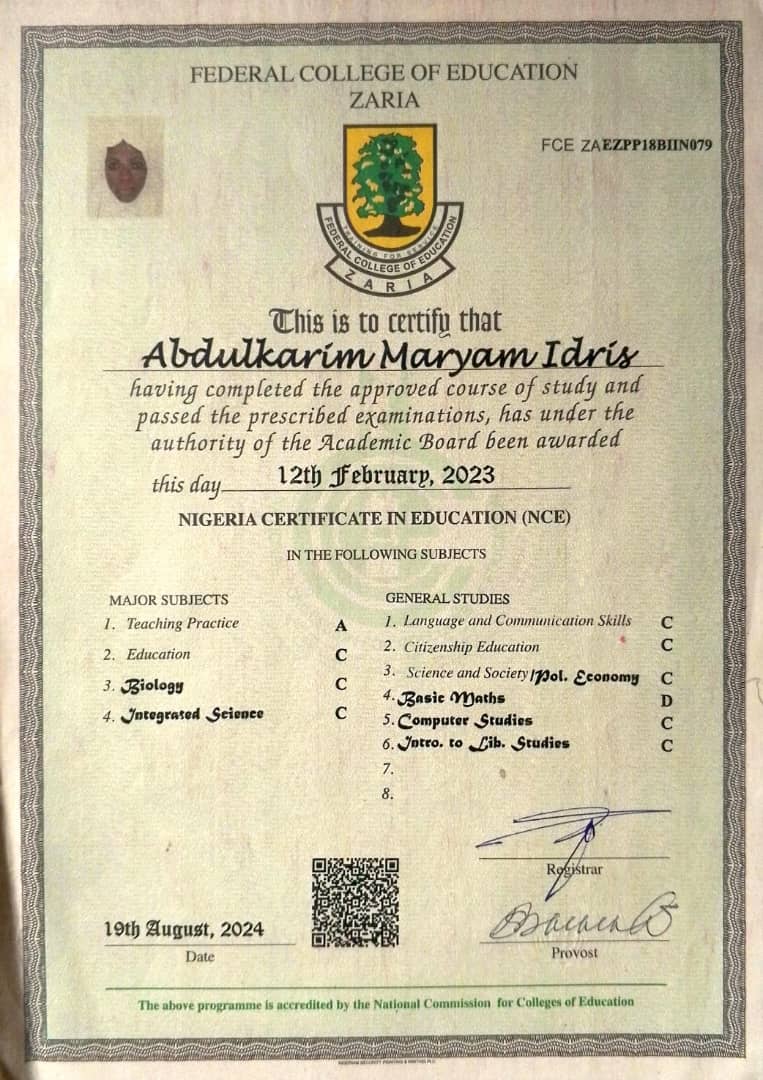 FEDERAL COLLEGE OF EDUCATION
ZARIA
FCE ZAEZPP18BIIN079
TRAINING FOR SERVICE
FEDERAL COLLEGE OF EDUCATION
ZARIA
This is to certify that
Abdulkarim Maryam Idris
having completed the approved course of study and
passed the prescribed examinations, has under the
authority of the Academic Board been awarded
this day 12th February, 2023
NIGERIA CERTIFICATE IN EDUCATION (NCE)
IN THE FOLLOWING SUBJECTS
MAJOR SUBJECTS
1. Teaching Practice A
2. Education C
3. Biology C
4. Integrated Science C
GENERAL STUDIES
1. Language and Communication Skills C
2. Citizenship Education C
3. Science and Society/Pol. Economy C
4. Basic Maths D
5. Computer Studies C
6. Intro. to Lib. Studies C
7.
8.
Registrar
19th August, 2024
Date
Provost
The above programme is accredited by the National Commission for Colleges of Education